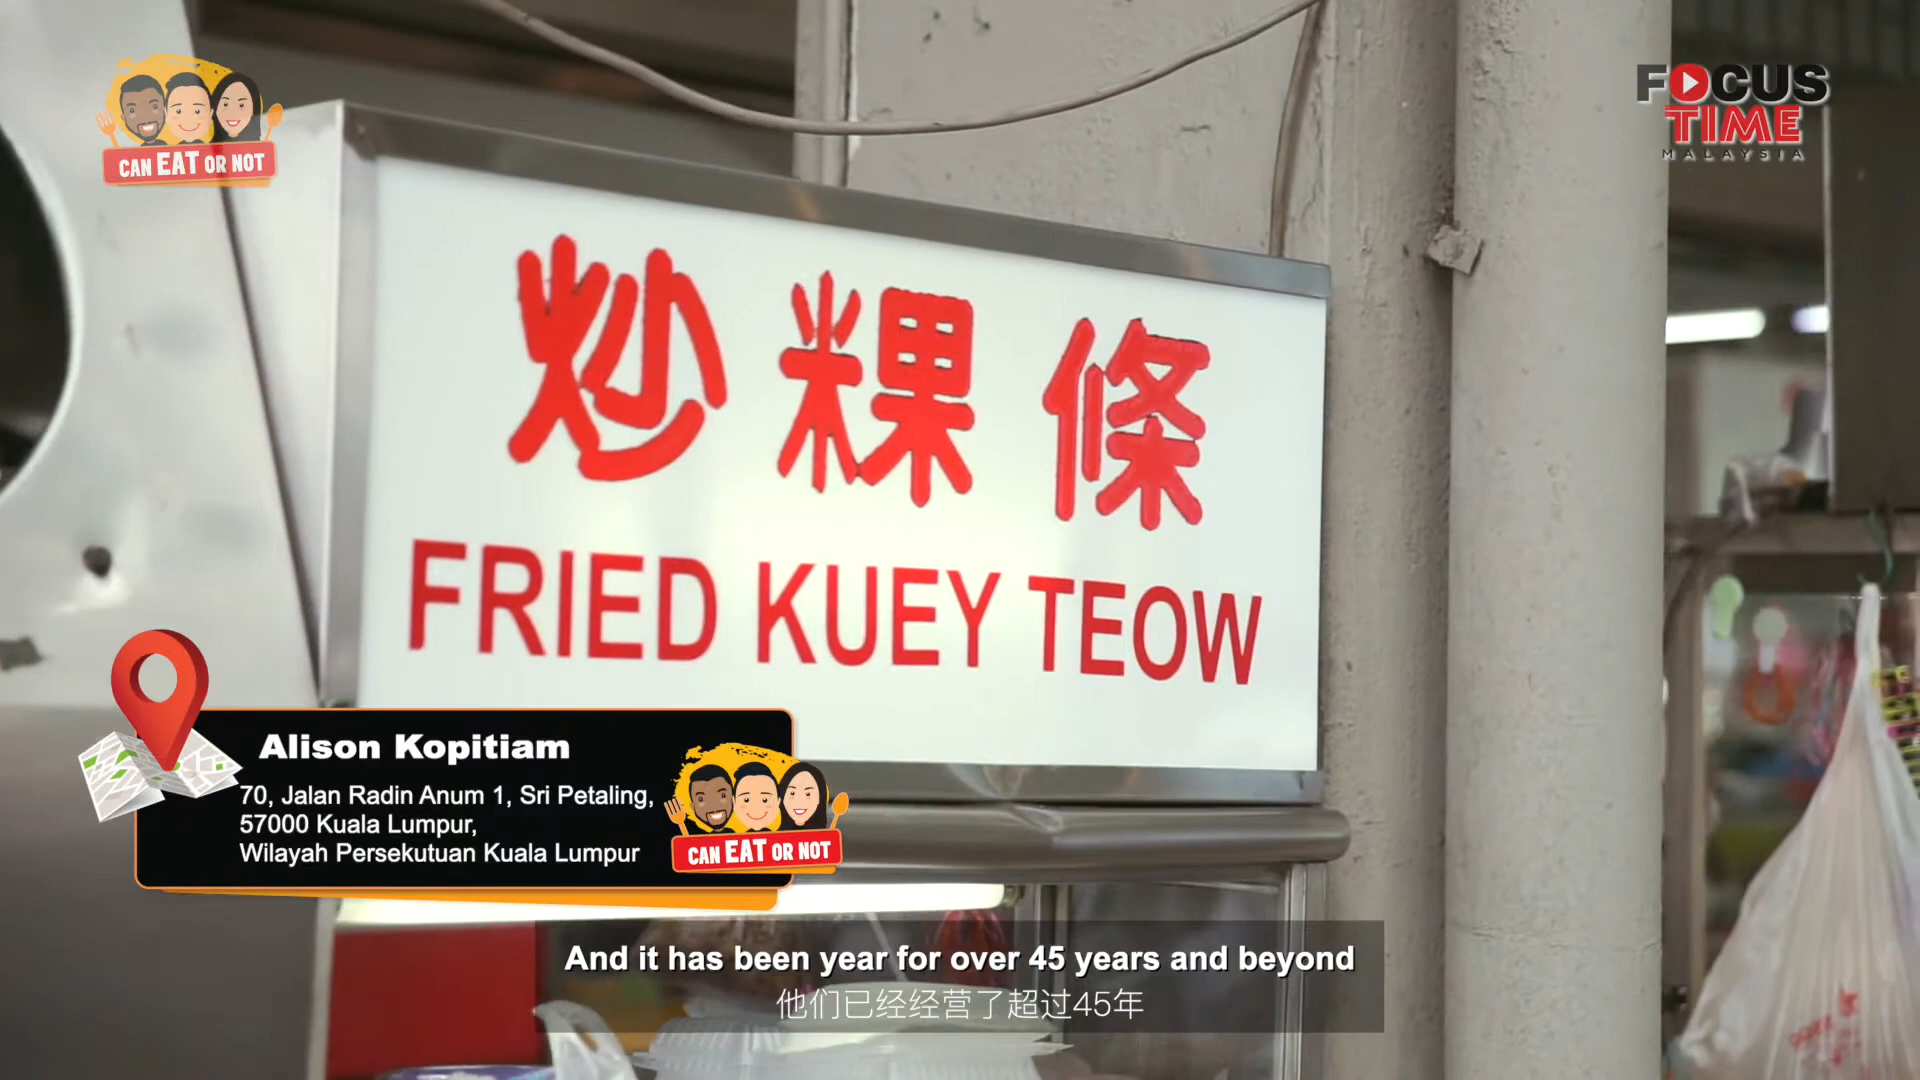 CAN EAT OR NOT
FOCUS
TIME
MALAYSIA
炒粿條
FRIED KUEY TEOW
Alison Kopitiam
70, Jalan Radin Anum 1, Sri Petaling,
57000 Kuala Lumpur,
Wilayah Persekutuan Kuala Lumpur
CAN EAT OR NOT
And it has been year for over 45 years and beyond
他们已经经营了超过45年